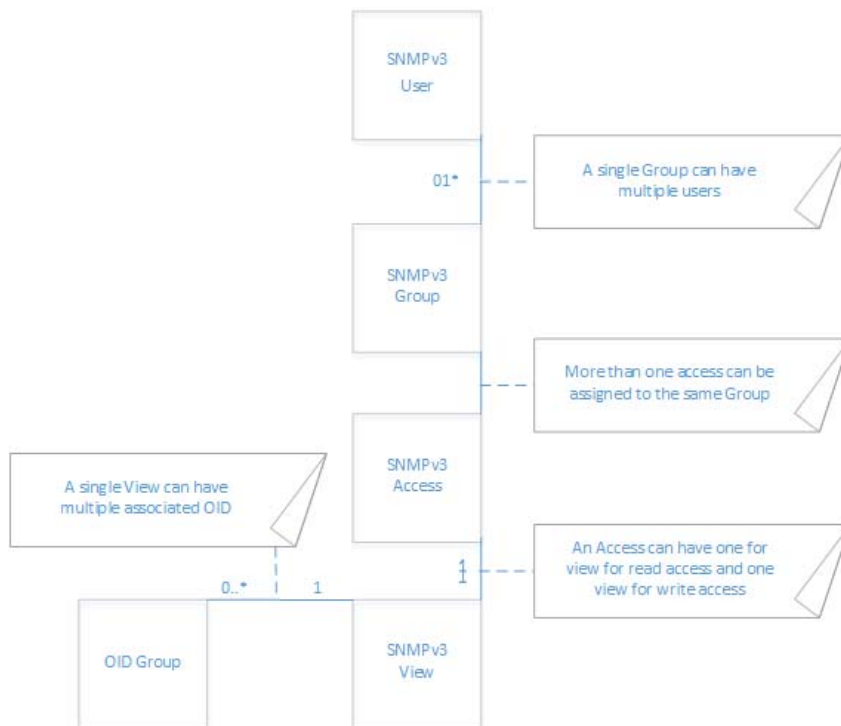 SNMPv3
User
01*
A single Group can have
multiple users
SNMPv3
Group
More than one access can be
assigned to the same Group
SNMPv3
Access
A single View can have
multiple associated OID
An Access can have one for
view for read access and one
view for write access
1
1
0..*
1
OID Group
SNMPv3
View